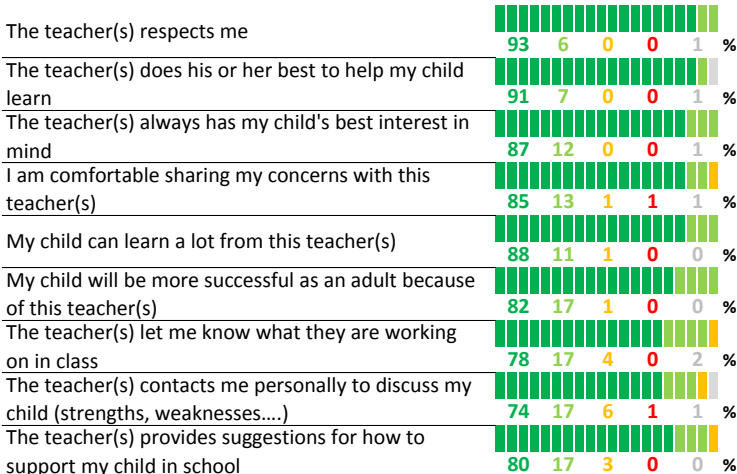 The teacher(s) respects me
93 6 0 0 1 %
The teacher(s) does his or her best to help my child
learn
91 7 0 0 1 %
The teacher(s) always has my child's best interest in
mind
87 12 0 0 1 %
I am comfortable sharing my concerns with this
teacher(s)
85 13 1 1 1 %
My child can learn a lot from this teacher(s)
88 11 1 0 0 %
My child will be more successful as an adult because
of this teacher(s)
82 17 1 0 0 %
The teacher(s) let me know what they are working
on in class
78 17 4 0 2 %
The teacher(s) contacts me personally to discuss my
child (strengths, weaknesses....)
74 17 6 1 1 %
The teacher(s) provides suggestions for how to
support my child in school
80 17 3 0 0 %